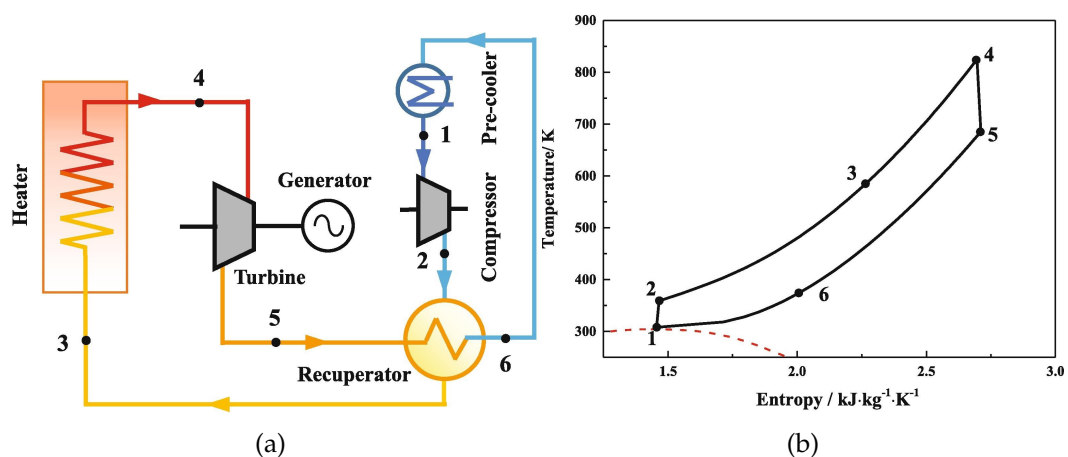 4
Heater
Generator
Turbine
3
5
Recuperator
1
Pre-cooler
2
Compressor
6
(a)
900
800
700
600
500
400
300
Temperature/ K
1.5
2.0
2.5
3.0
Entropy / kJ·kg⁻¹·K⁻¹
4
5
3
2
6
1
(b)